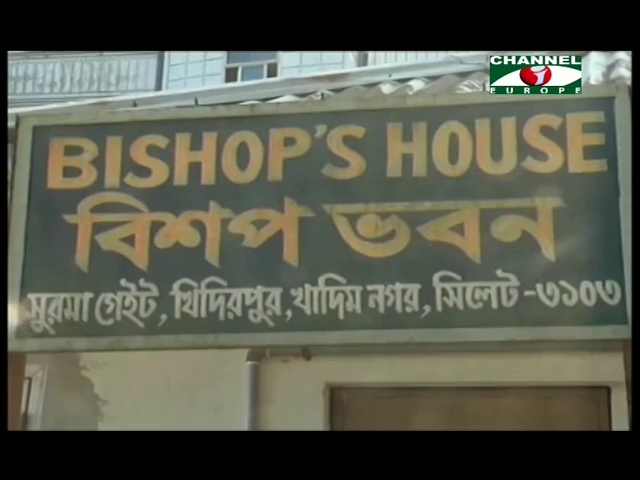 CHANNEL
EUROPE
BISHOP'S HOUSE
বিশপ ভবন
সুরমা গেইট, খিদিরপুর, খাদিম নগর, সিলেট -৩১০৩